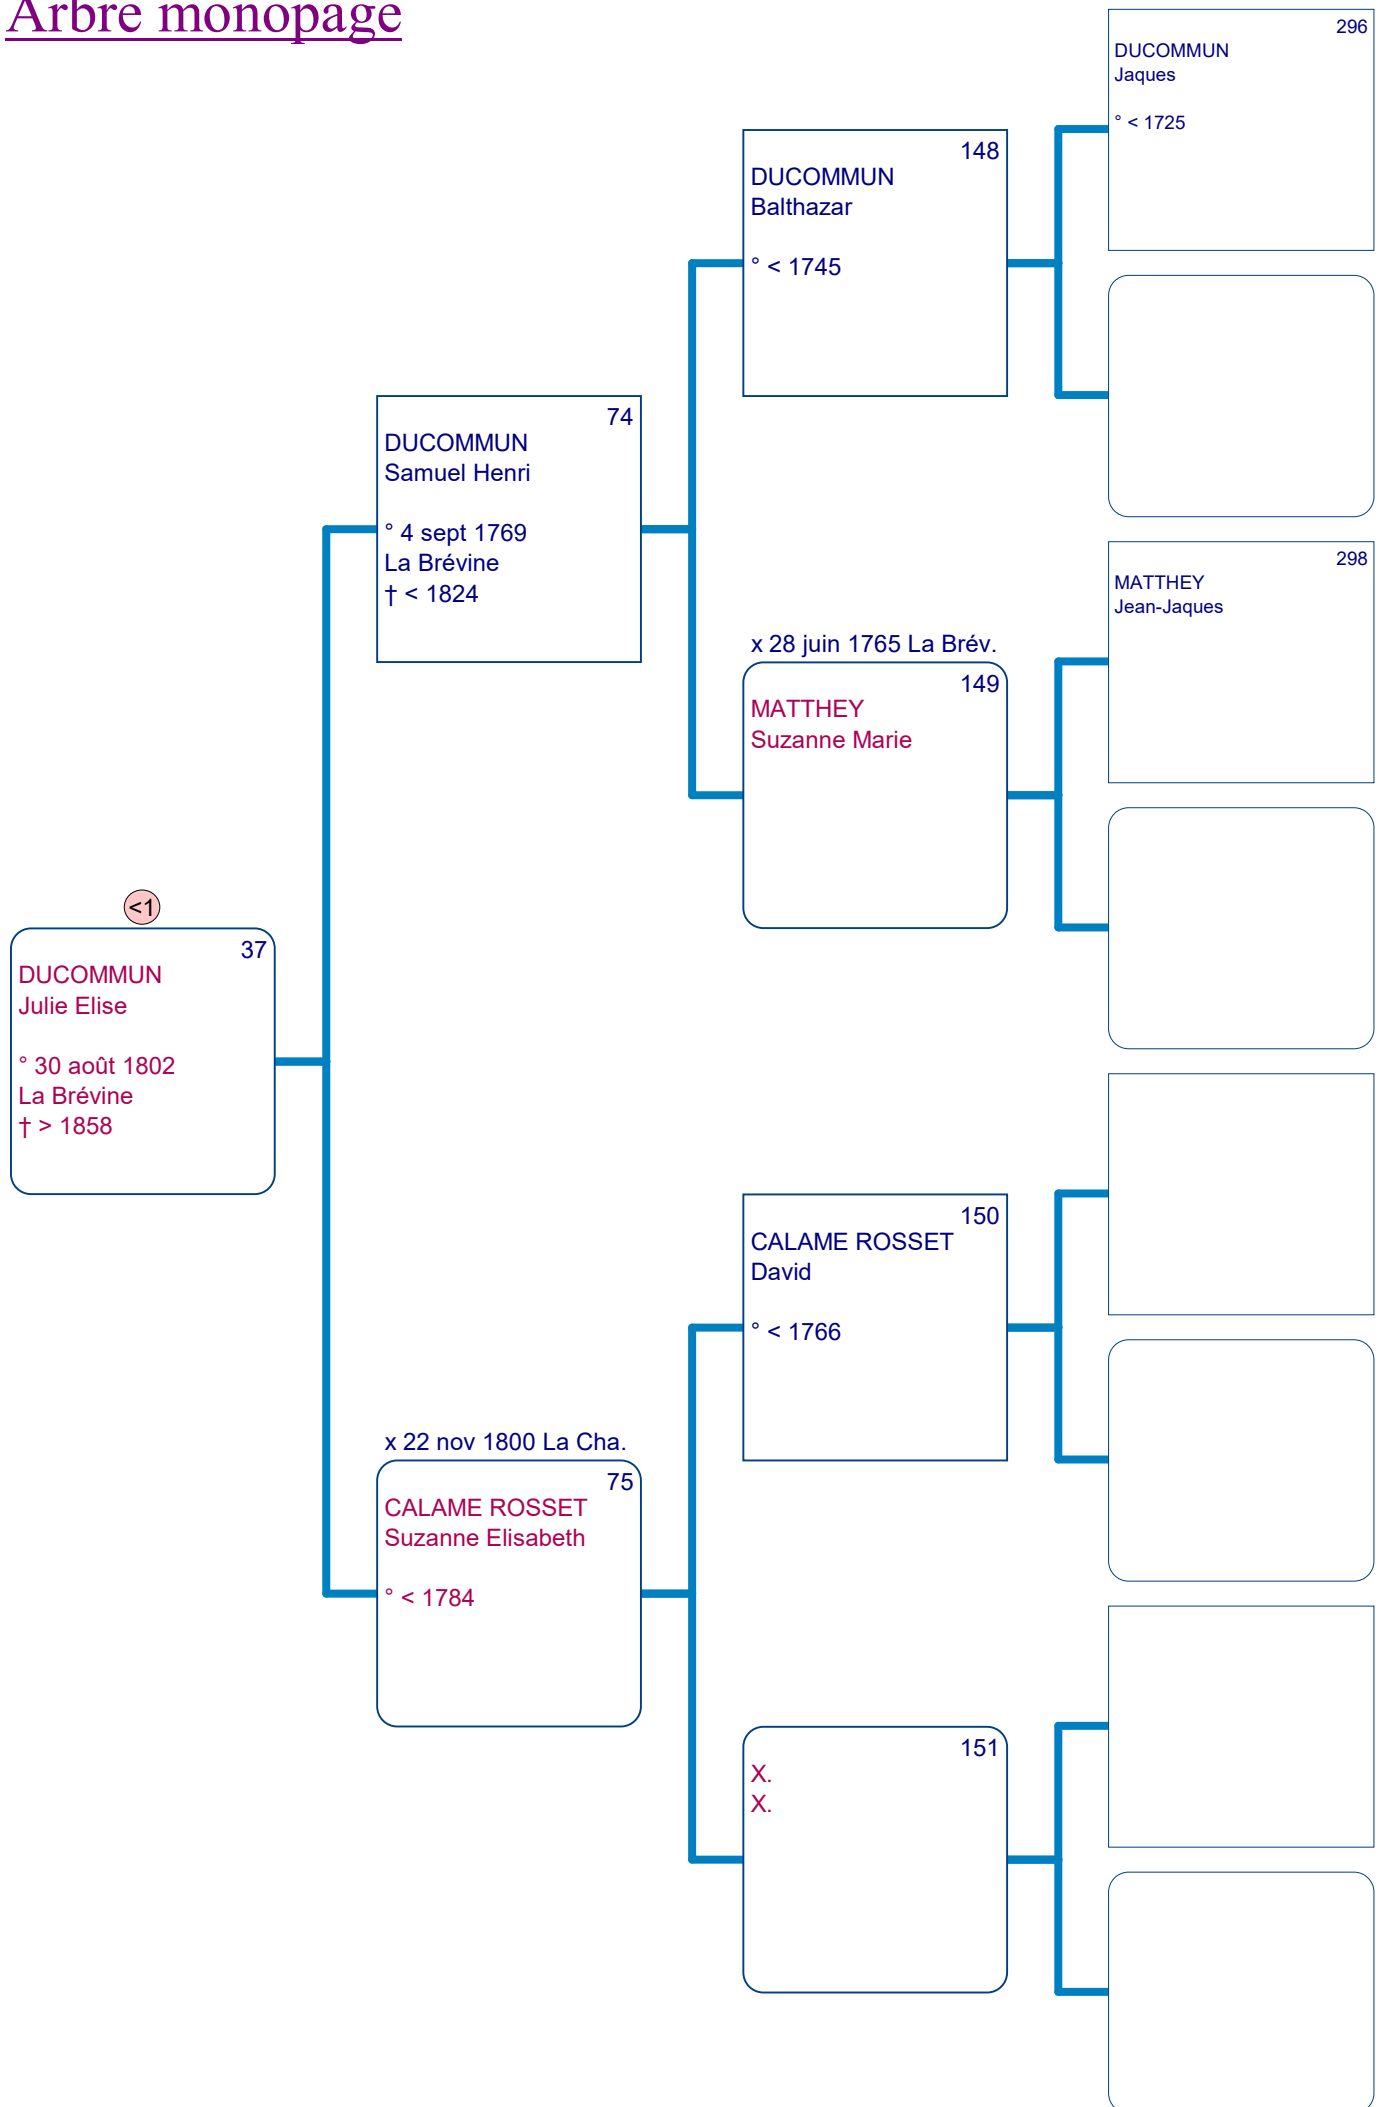 Arbre monopage
296
DUCOMMUN
Jaques
° < 1725
148
DUCOMMUN
Balthazar
° < 1745
74
DUCOMMUN
Samuel Henri
° 4 sept 1769
La Brévine
† < 1824
298
MATTHEY
Jean-Jaques
x 28 juin 1765 La Brév.
149
MATTHEY
Suzanne Marie
<1
37
DUCOMMUN
Julie Elise
° 30 août 1802
La Brévine
† > 1858
150
CALAME ROSSET
David
° < 1766
x 22 nov 1800 La Cha.
75
CALAME ROSSET
Suzanne Elisabeth
° < 1784
151
X.
X.